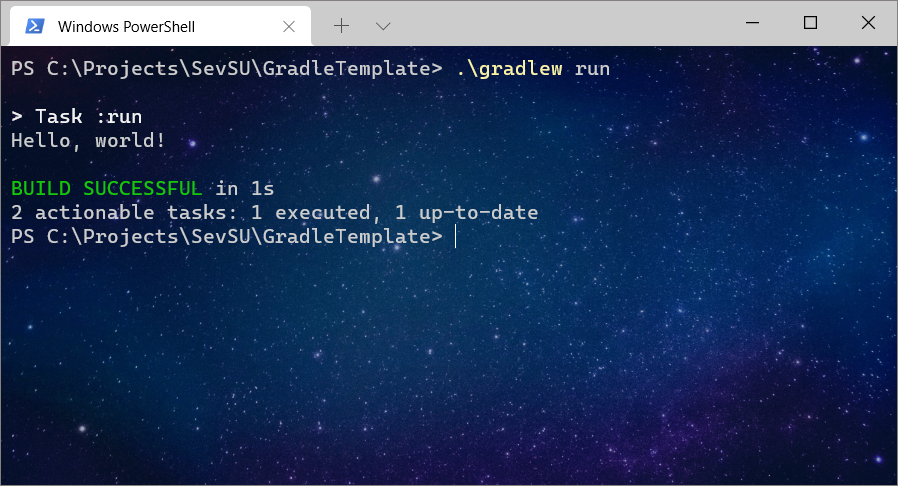 Windows PowerShell
PS C:\Projects\SevSU\GradleTemplate> .\gradlew run
> Task :run
Hello, world!
BUILD SUCCESSFUL in 1s
2 actionable tasks: 1 executed, 1 up-to-date
PS C:\Projects\SevSU\GradleTemplate>